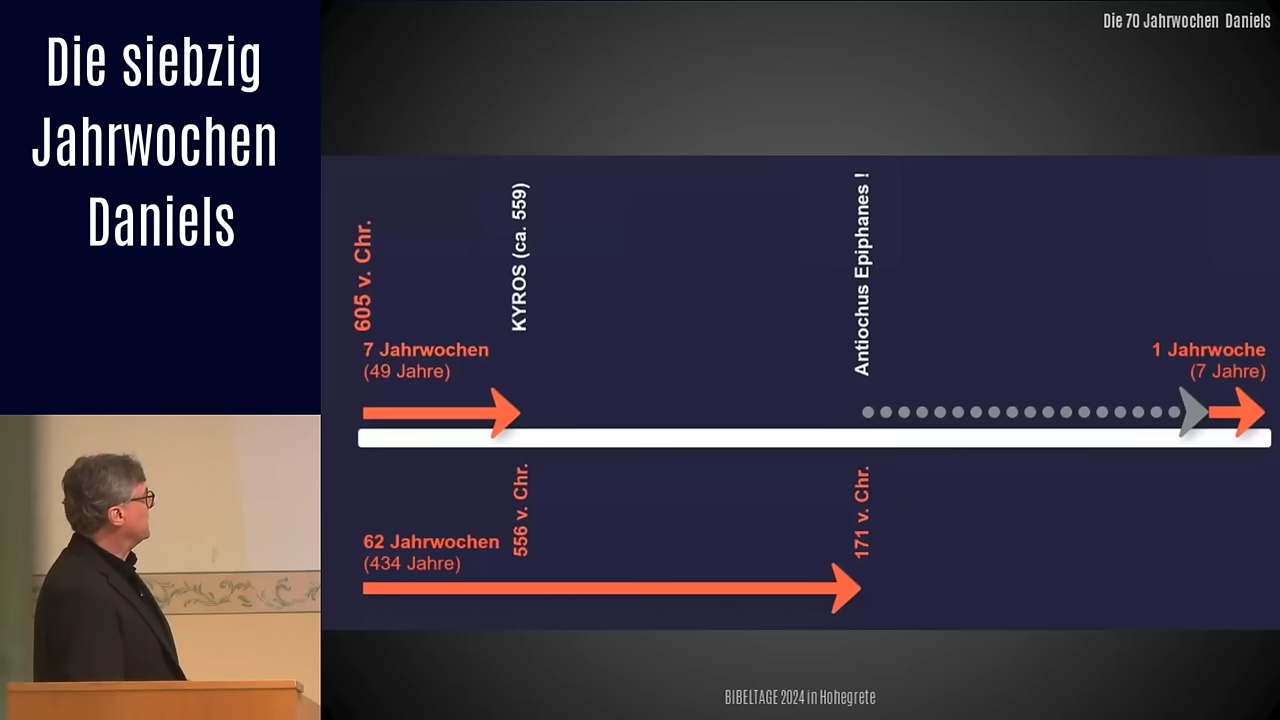 Die siebzig
Jahrwochen
Daniels
Die 70 Jahrwochen Daniels
605 v. Chr.
KYROS (ca. 559)
Antiochus Epiphanes !
7 Jahrwochen
(49 Jahre)
1 Jahrwoche
(7 Jahre)
556 v. Chr.
171 v. Chr.
62 Jahrwochen
(434 Jahre)
BIBELTAGE 2024 in Hohegrete